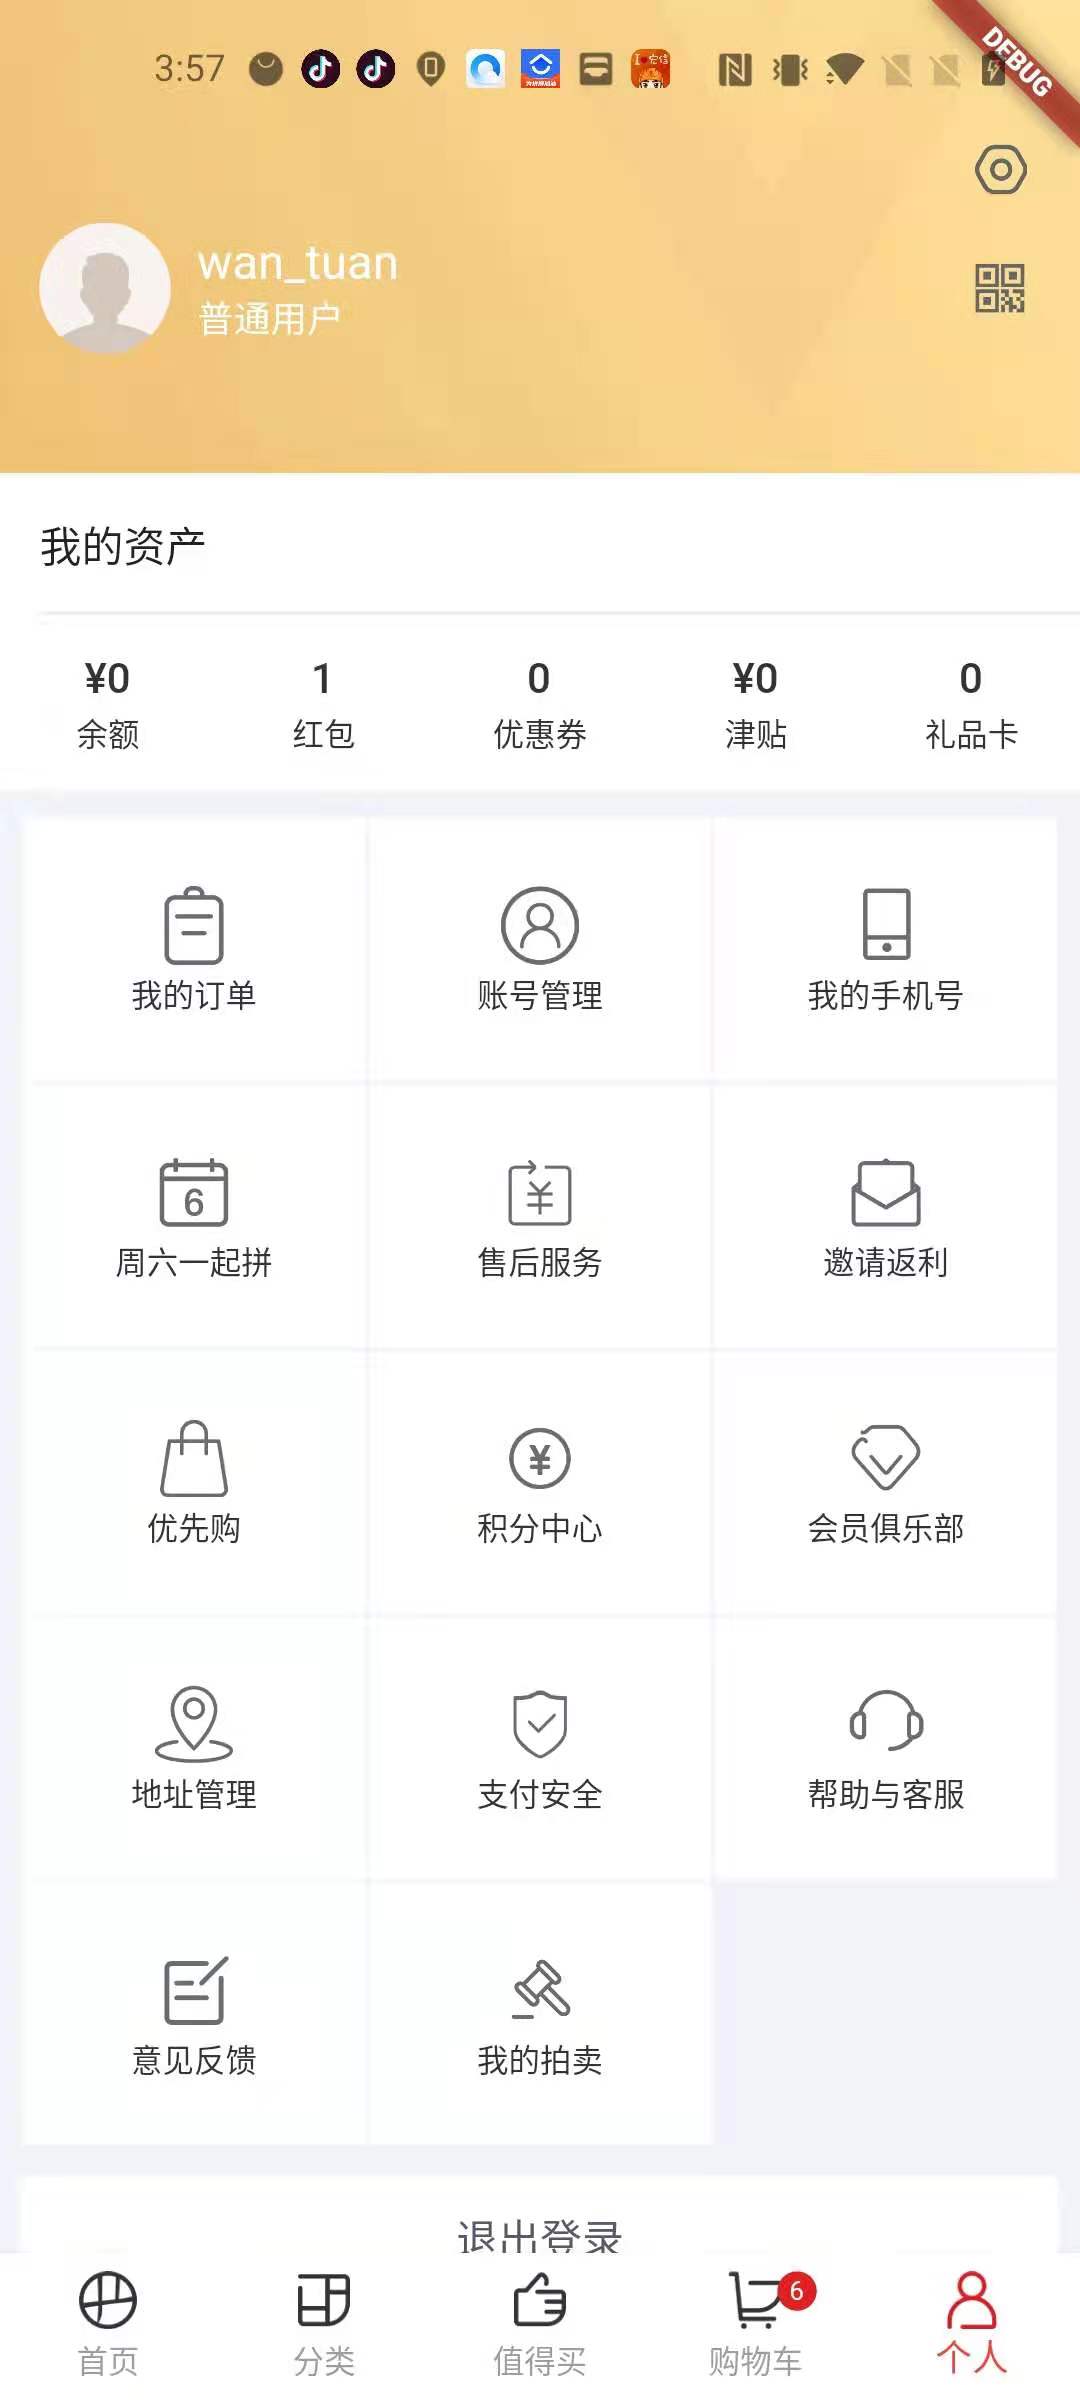 3:57
DEBUG
wan_tuan
普通用户
我的资产
¥0 1 0 ¥0 0
余额 红包 优惠券 津贴 礼品卡
我的订单 账号管理 我的手机号
6
周六一起拼 售后服务 邀请返利
优先购 积分中心 会员俱乐部
地址管理 支付安全 帮助与客服
意见反馈 我的拍卖
退出登录
6
首页 分类 值得买 购物车 个人